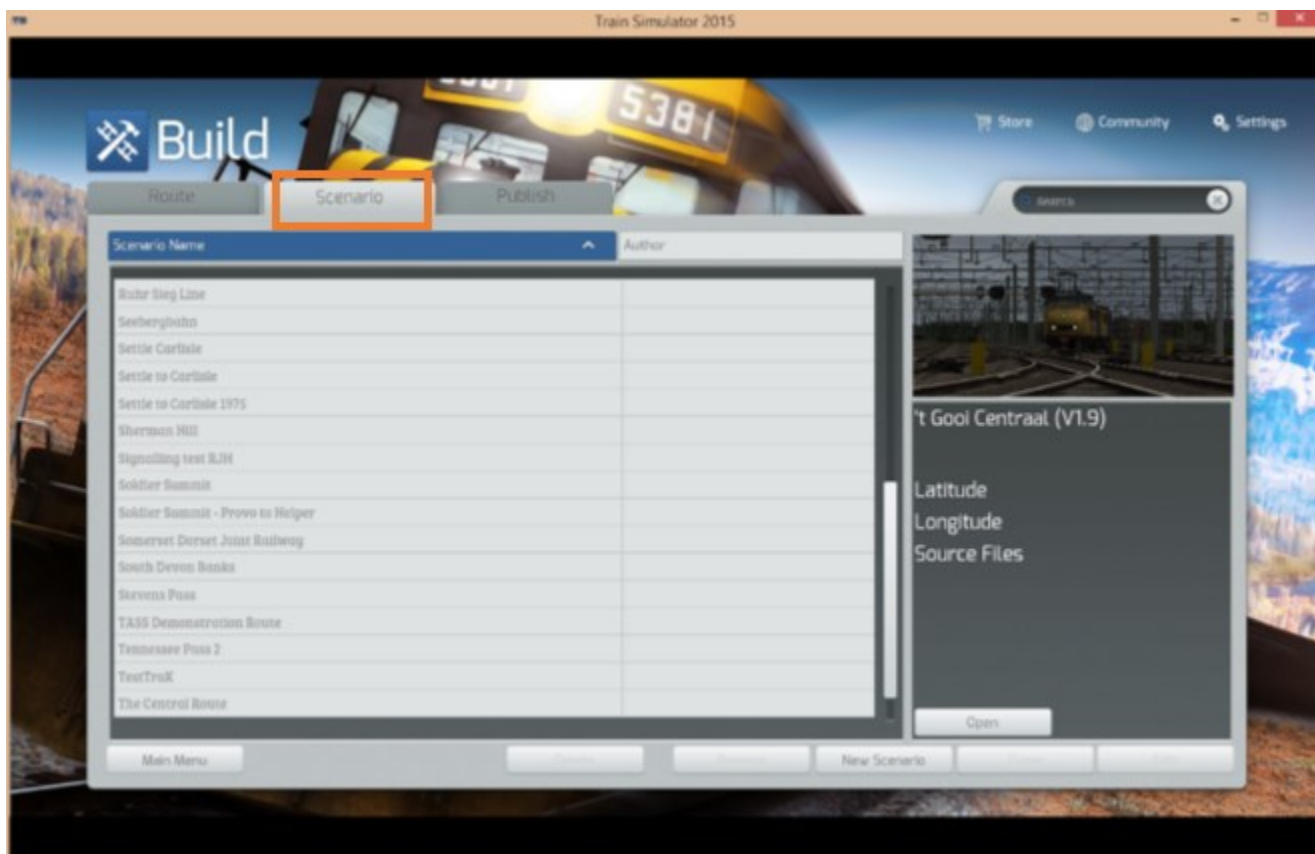 Train Simulator 2015
5381
Build
Store
Community
Settings
Route
Scenario
Publish
Search
Scenario Name
Author
Ruhr Sieg Line
Seebergbahn
Settle Carlisle
Settle to Carlisle
Settle to Carlisle 1975
Sherman Hill
Signalling test RJH
Soldier Summit
Soldier Summit - Provo to Helper
Somerset Dorset Joint Railway
South Devon Banks
Stevens Pass
TASS Demonstration Route
Tennessee Pass 2
TestTraK
The Central Route
't Gooi Centraal (V1.9)
Latitude
Longitude
Source Files
Open
Main Menu
New Scenario